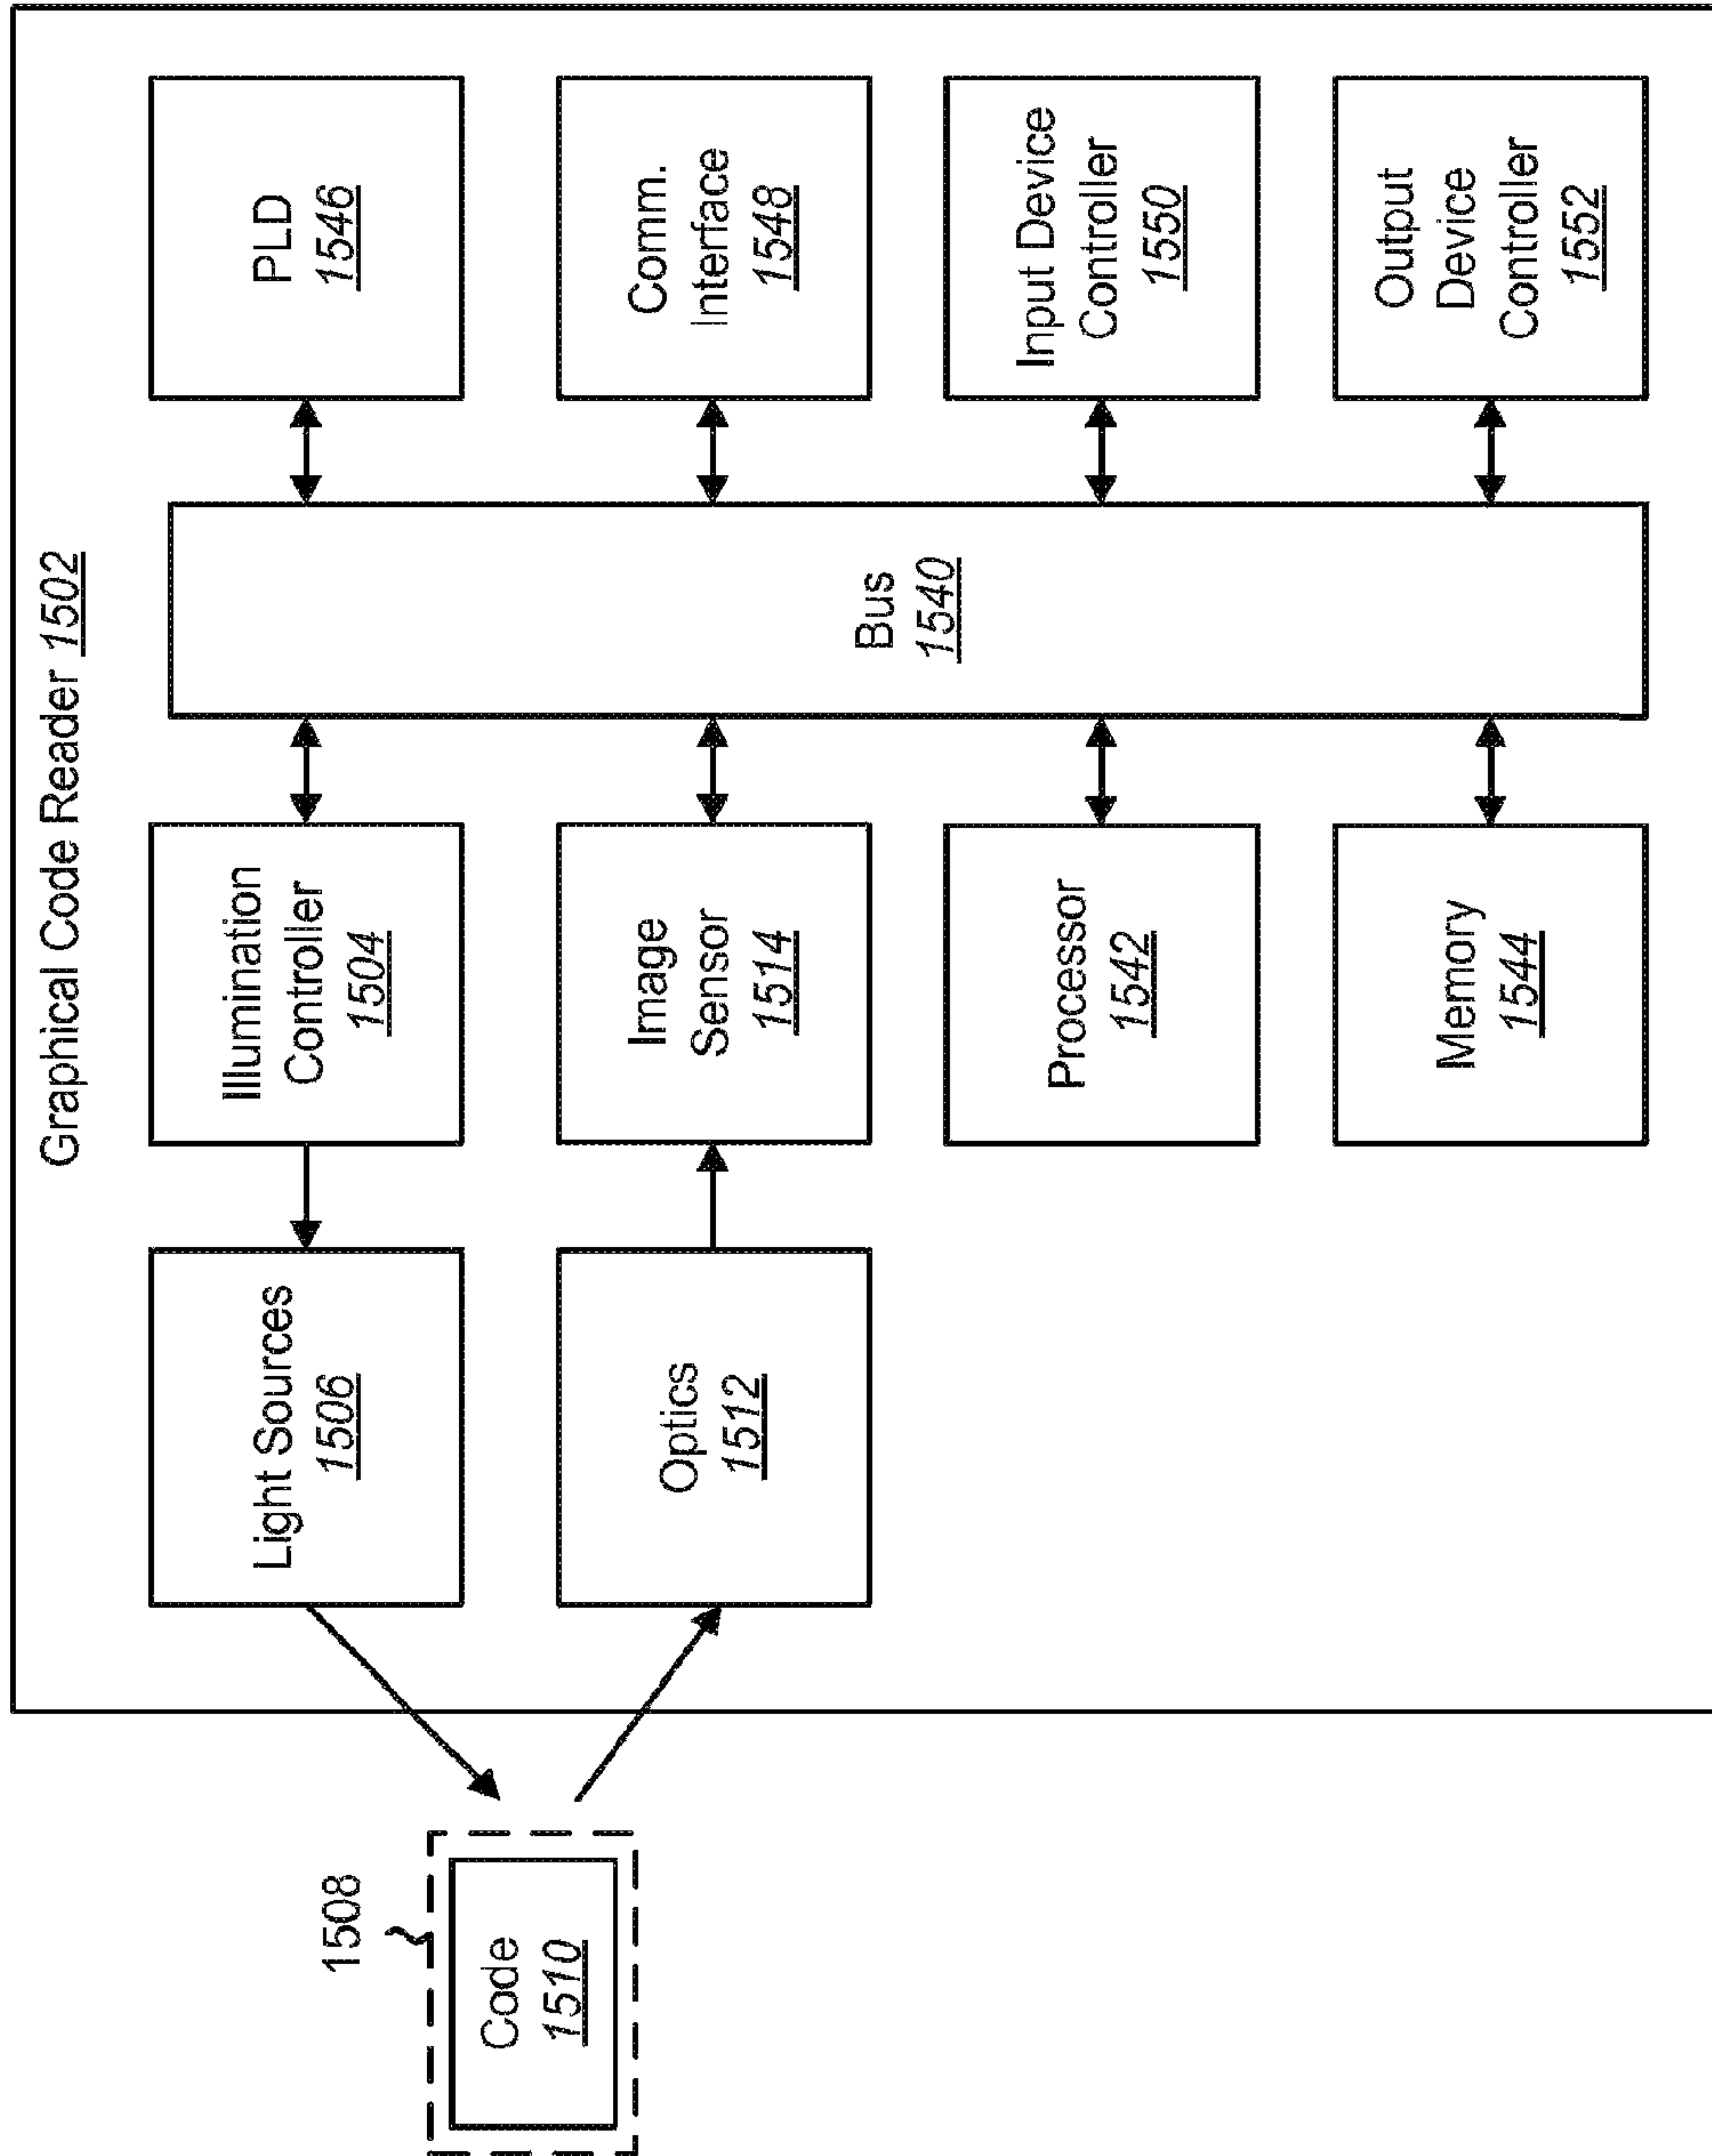 Graphical Code Reader 1502
1508
Code
1510
Light Sources
1506
Illumination
Controller
1504
PLD
1546
Optics
1512
Image
Sensor
1514
Bus
1540
Comm.
Interface
1548
Processor
1542
Input Device
Controller
1550
Memory
1544
Output
Device
Controller
1552